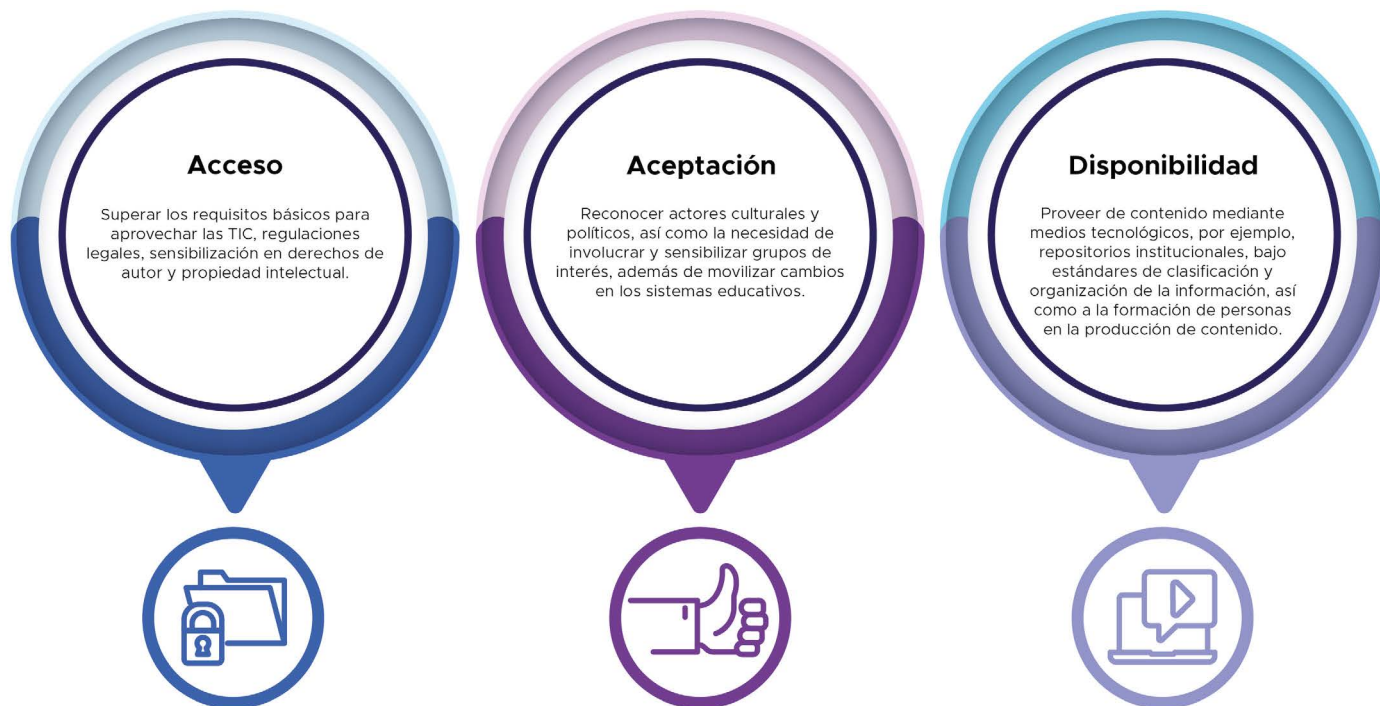 Acceso
Superar los requisitos básicos para
aprovechar las TIC, regulaciones
legales, sensibilización en derechos de
autor y propiedad intelectual.
Aceptación
Reconocer actores culturales y
políticos, así como la necesidad de
involucrar y sensibilizar grupos de
interés, además de movilizar cambios
en los sistemas educativos.
Disponibilidad
Proveer de contenido mediante
medios tecnológicos, por ejemplo,
repositorios institucionales, bajo
estándares de clasificación y
organización de la información, así
como a la formación de personas
en la producción de contenido.